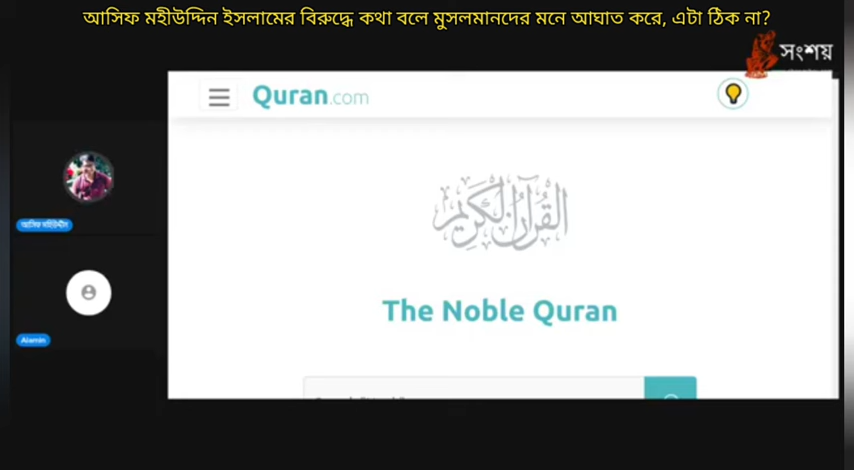 আসিফ মহীউদ্দিন ইসলামের বিরুদ্ধে কথা বলে মুসলমানদের মনে আঘাত করে, এটা ঠিক না?
সংশয়
Quran.com
القرآن الكريم
The Noble Quran
আসিফ মহিউদ্দীন
Alamin